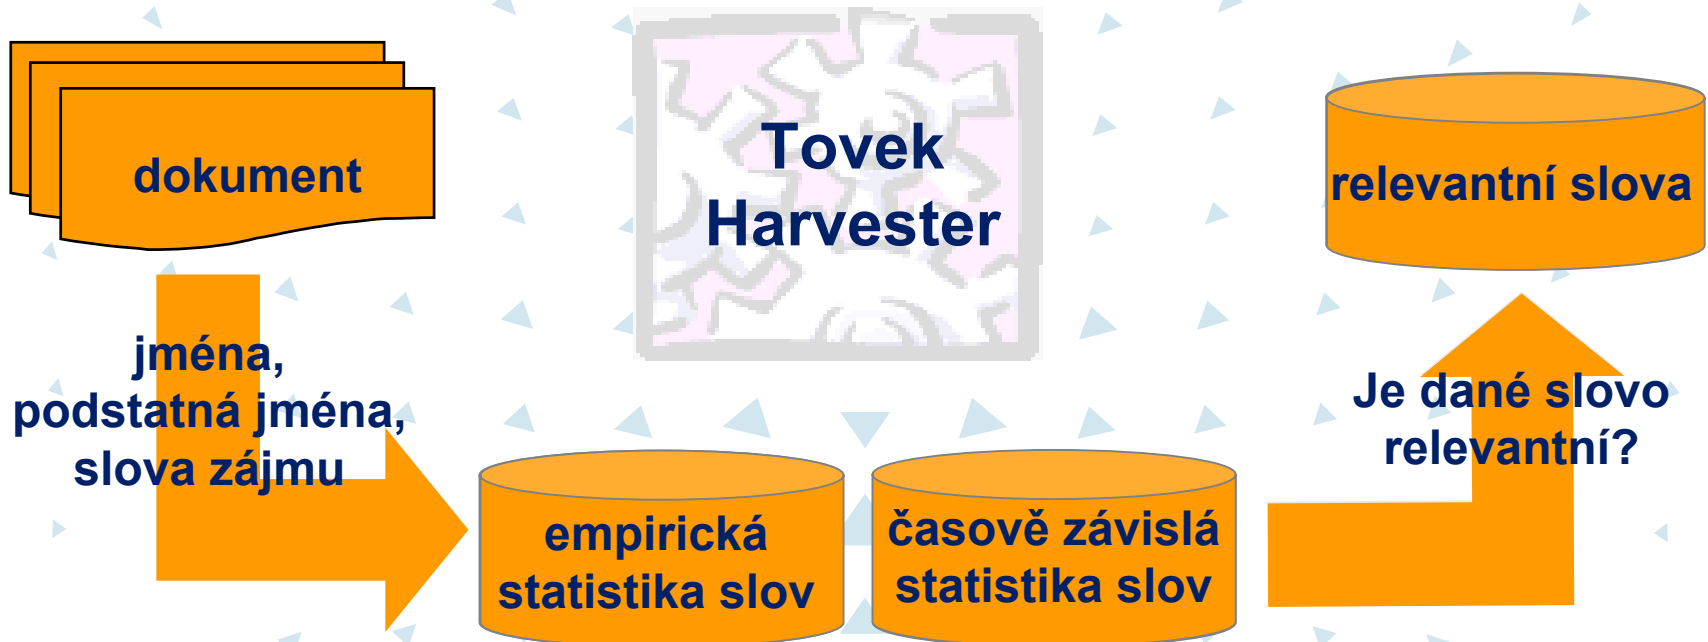 dokument
Tovek
Harvester
relevantní slova
jména,
podstatná jména,
slova zájmu
Je dané slovo
relevantní?
empirická
statistika slov
časově závislá
statistika slov